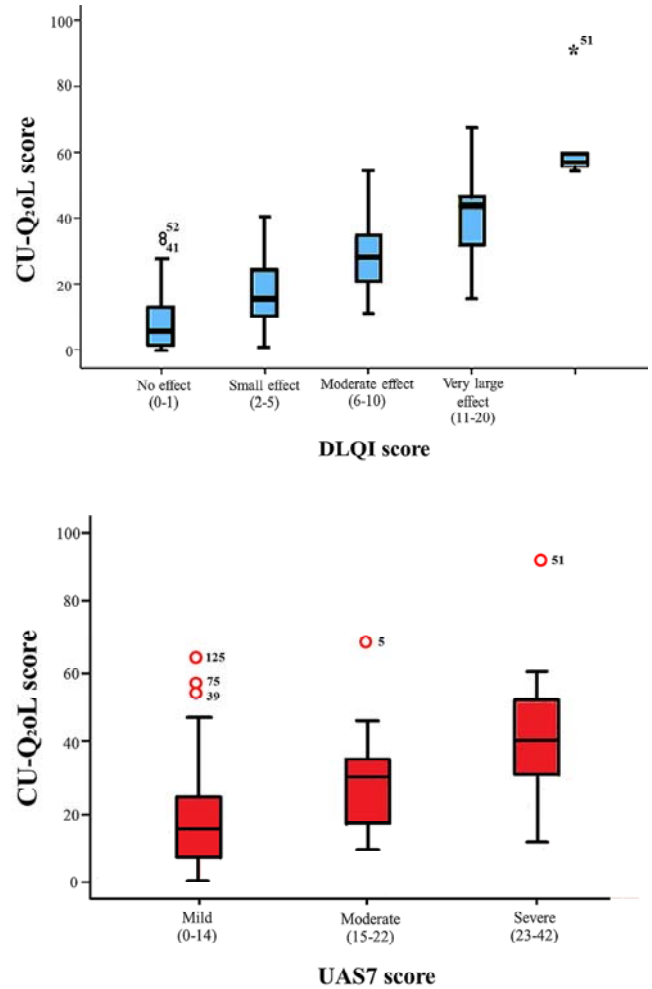 100
80
60
40
20
0
CU-Q₂oL score
51
52
41
No effect
(0-1)
Small effect
(2-5)
Moderate effect
(6-10)
Very large
effect
(11-20)
DLQI score
100
80
60
40
20
0
CU-Q₂oL score
125
75
39
5
51
Mild
(0-14)
Moderate
(15-22)
Severe
(23-42)
UAS7 score